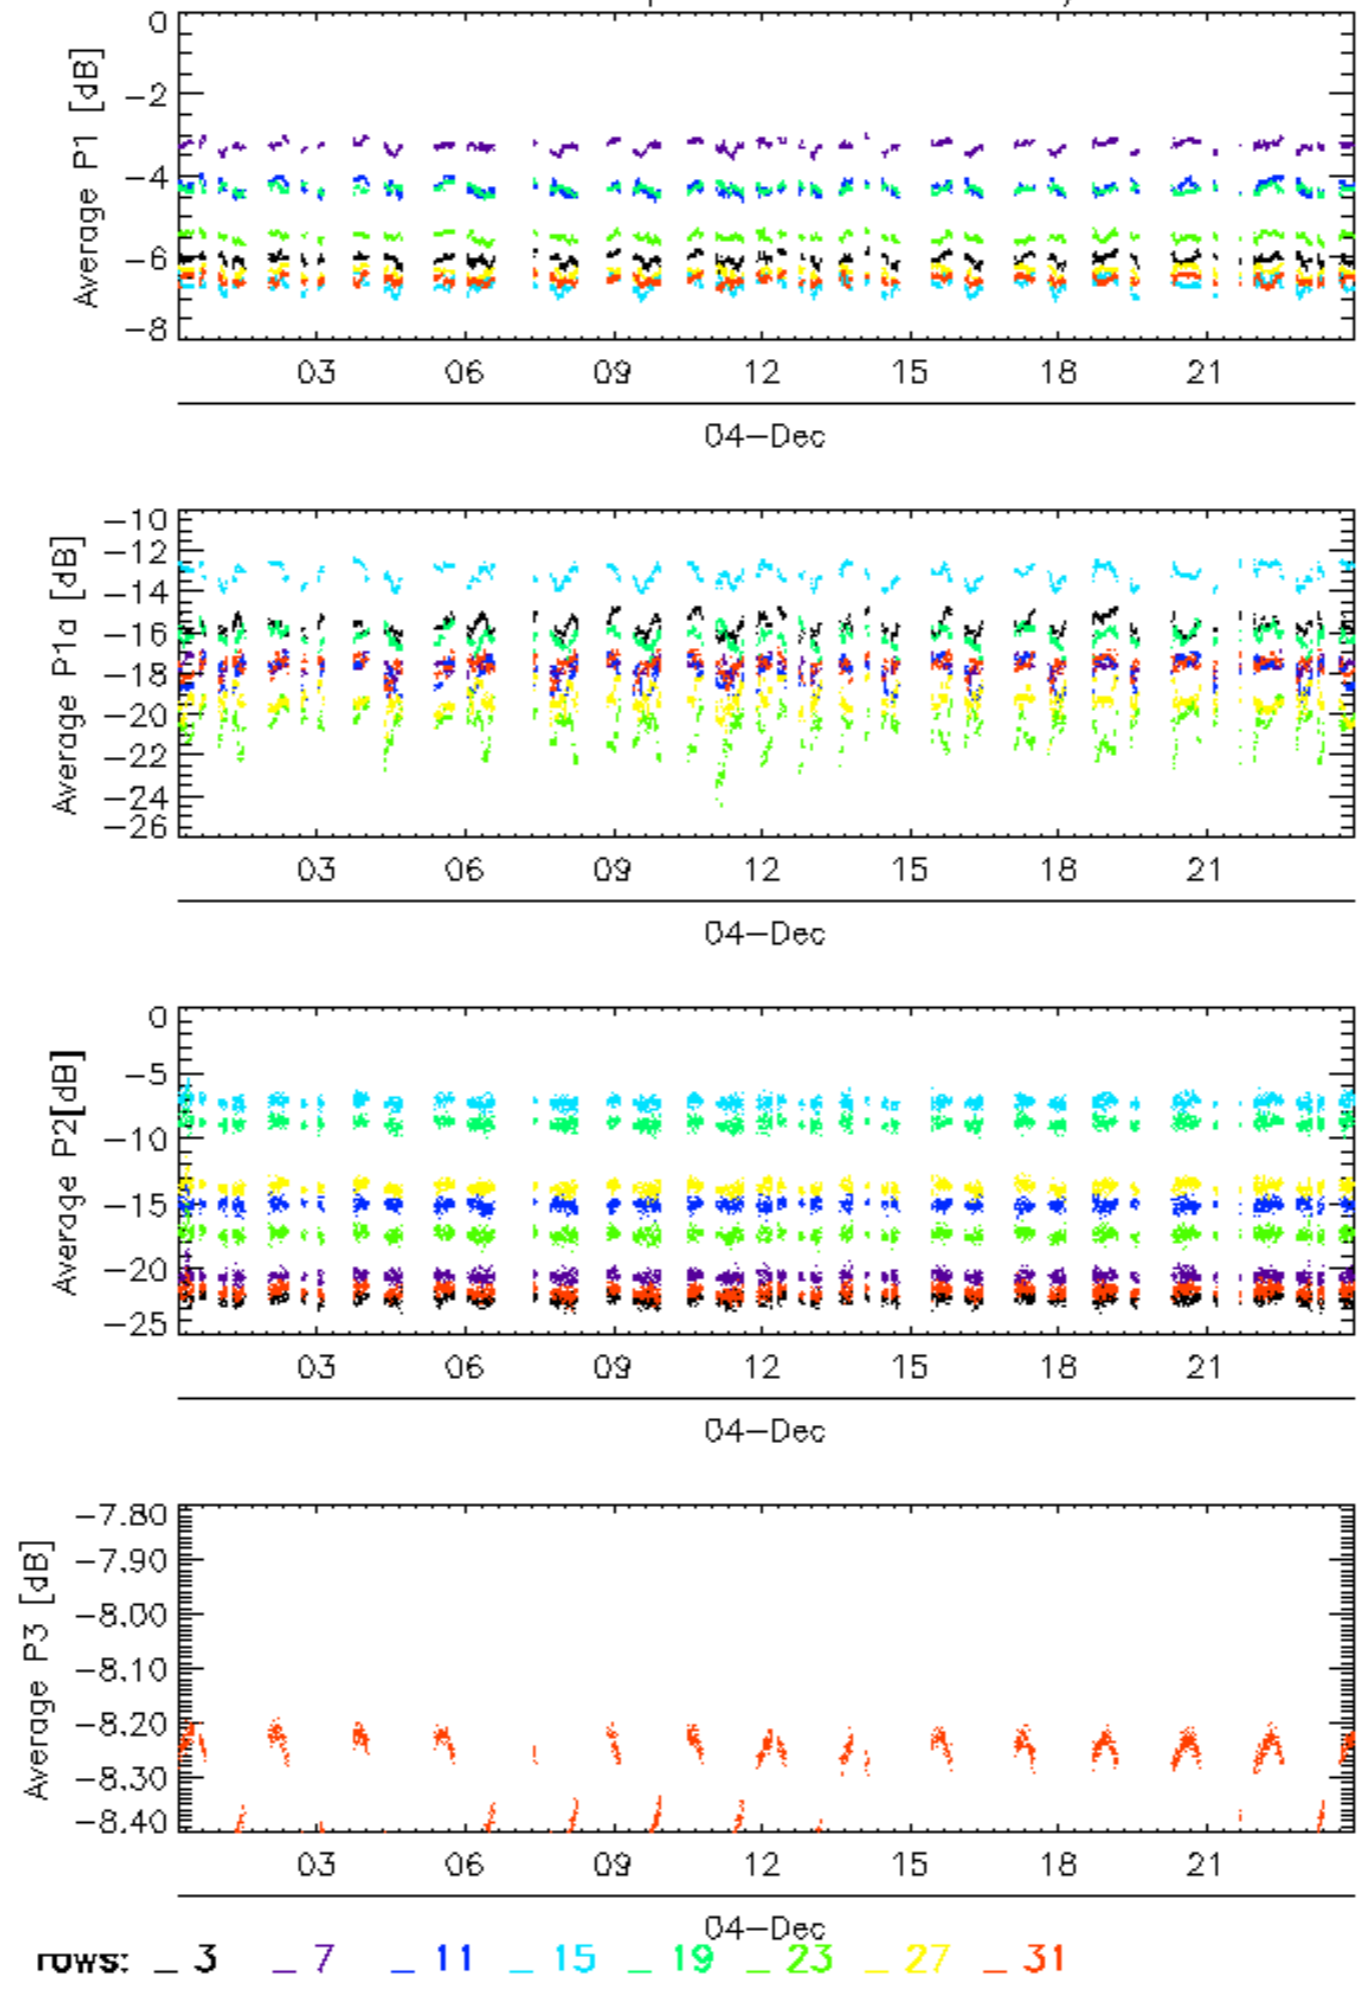 0
-2
-4
-6
-8
Average P1 [dB]
03 06 09 12 15 18 21
04-Dec
-10
-12
-14
-16
-18
-20
-22
-24
-26
Average P1a [dB]
03 06 09 12 15 18 21
04-Dec
0
-5
-10
-15
-20
-25
Average P2[dB]
03 06 09 12 15 18 21
04-Dec
-7.80
-7.90
-8.00
-8.10
-8.20
-8.30
-8.40
Average P3 [dB]
03 06 09 12 15 18 21
04-Dec
rows: _ 3 _ 7 _ 11 _ 15 _ 19 _ 23 _ 27 _ 31